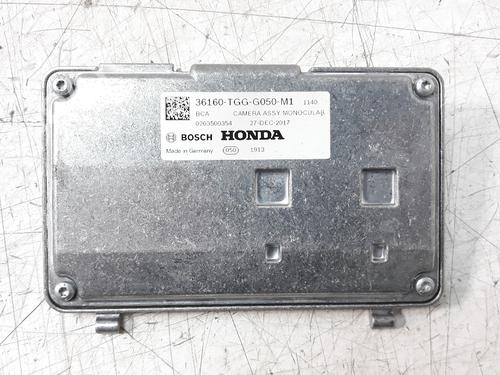 36160-TGG-G050-M1 1140
BCA CAMERA ASSY MONOCULAR
0263500354 27-DEC-2017
BOSCH HONDA
Made in Germany 050 1913